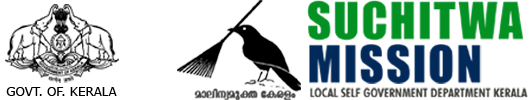 GOVT. OF. KERALA
മാലിന്യമുക്ത കേരളം
SUCHITWA
MISSION
LOCAL SELF GOVERNMENT DEPARTMENT KERALA